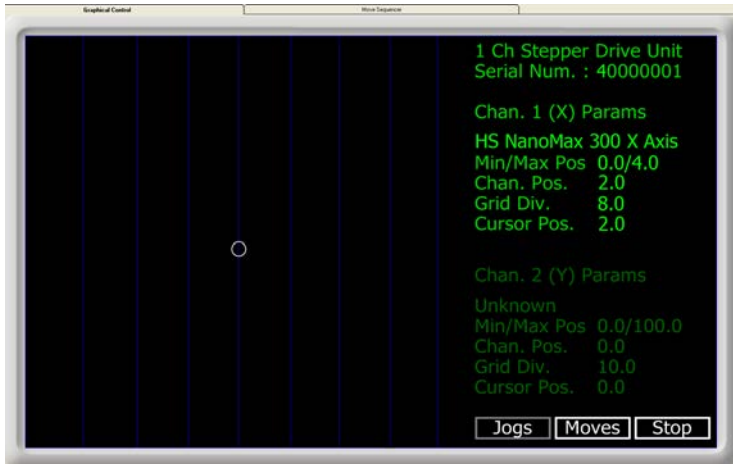 Graphical Control
Move Sequencer
1 Ch Stepper Drive Unit
Serial Num. : 40000001
Chan. 1 (X) Params
HS NanoMax 300 X Axis
Min/Max Pos 0.0/4.0
Chan. Pos. 2.0
Grid Div. 8.0
Cursor Pos. 2.0
Chan. 2 (Y) Params
Unknown
Min/Max Pos 0.0/100.0
Chan. Pos. 0.0
Grid Div. 10.0
Cursor Pos. 0.0
Jogs Moves Stop